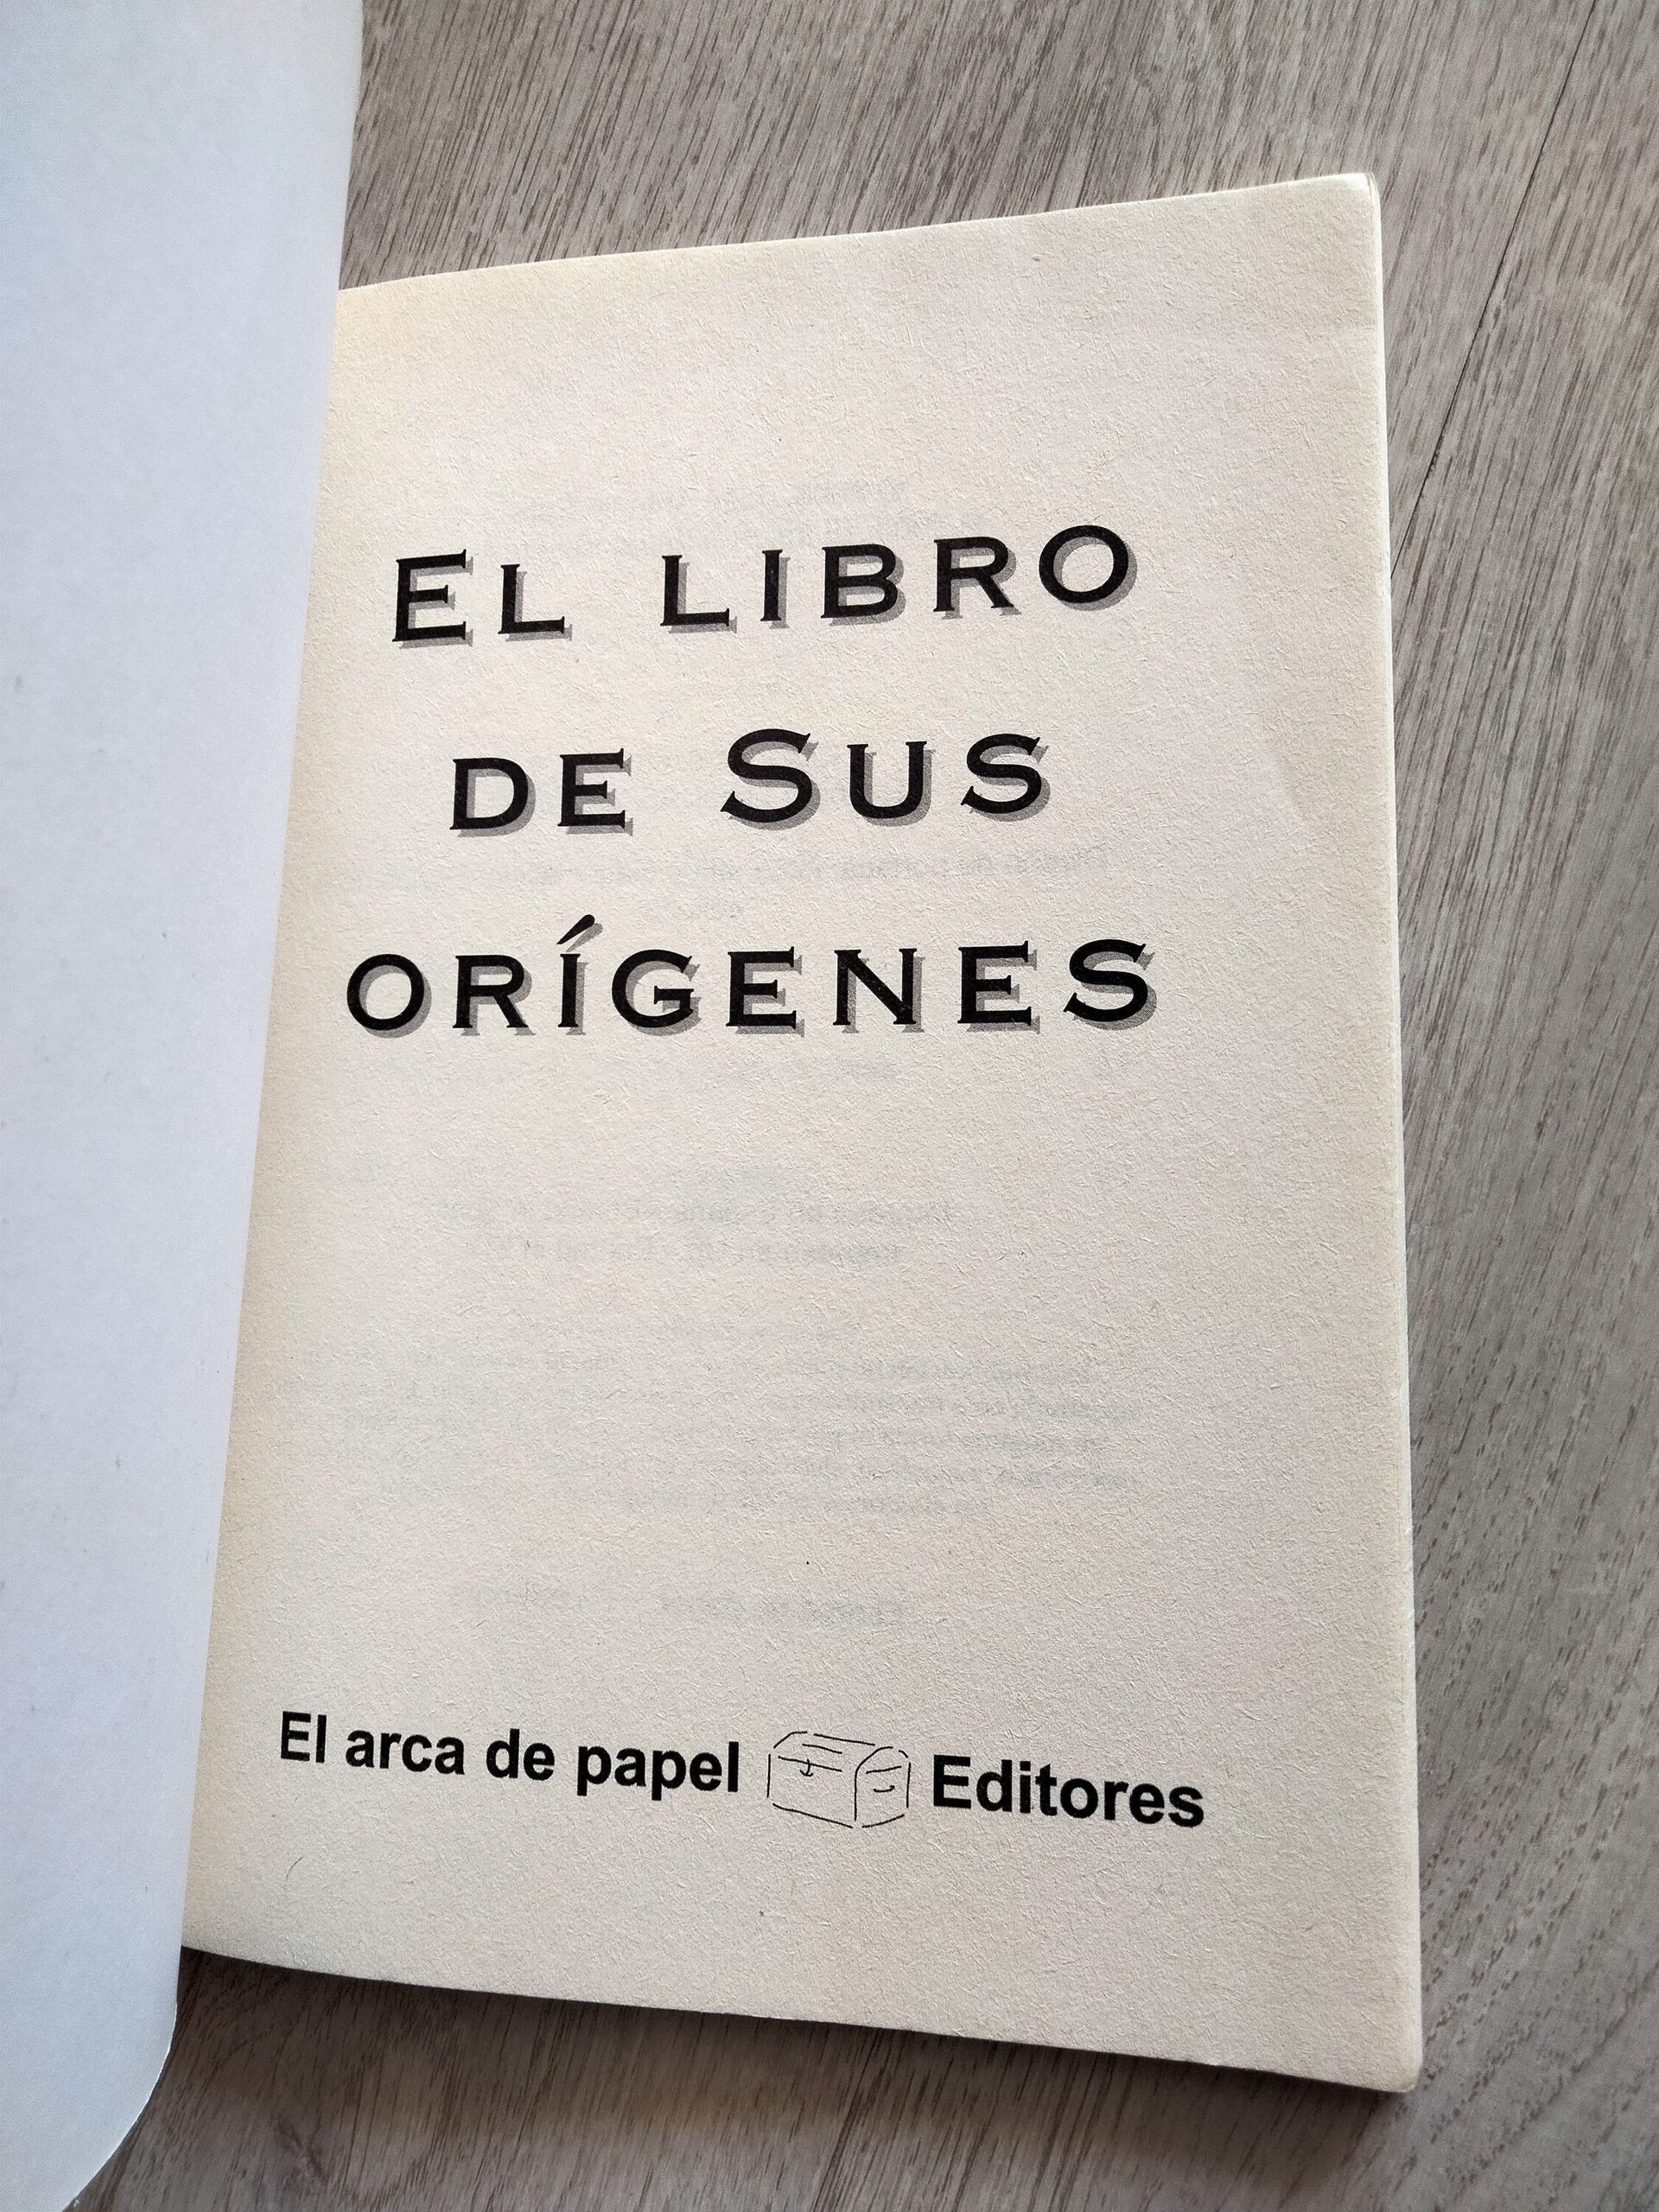 El libro
de Sus
orígenes
El arca de papel Editores